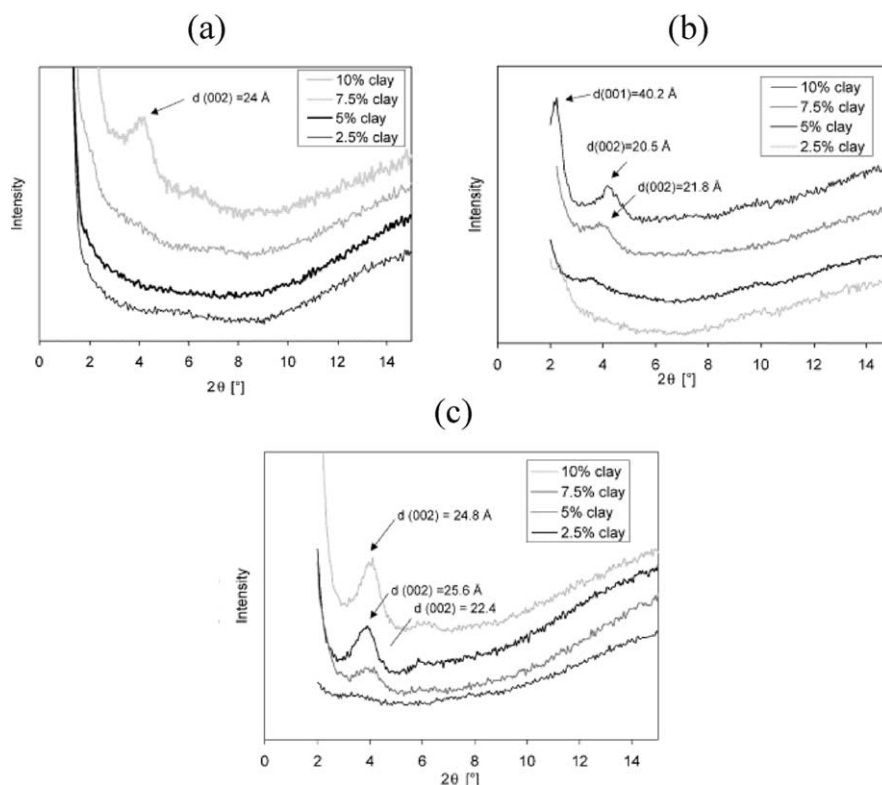 (a)
10% clay
7.5% clay
5% clay
2.5% clay
d (002) =24 Å
Intensity
0 2 4 6 8 10 12 14
2θ [°]
(b)
10% clay
7.5% clay
5% clay
2.5% clay
d(001)=40.2 Å
d(002)=20.5 Å
d(002)=21.8 Å
Intensity
0 2 4 6 8 10 12 14
2θ [°]
(c)
10% clay
7.5% clay
5% clay
2.5% clay
d (002) = 24.8 Å
d (002) =25.6 Å
d (002) = 22.4
Intensity
0 2 4 6 8 10 12 14
2θ [°]